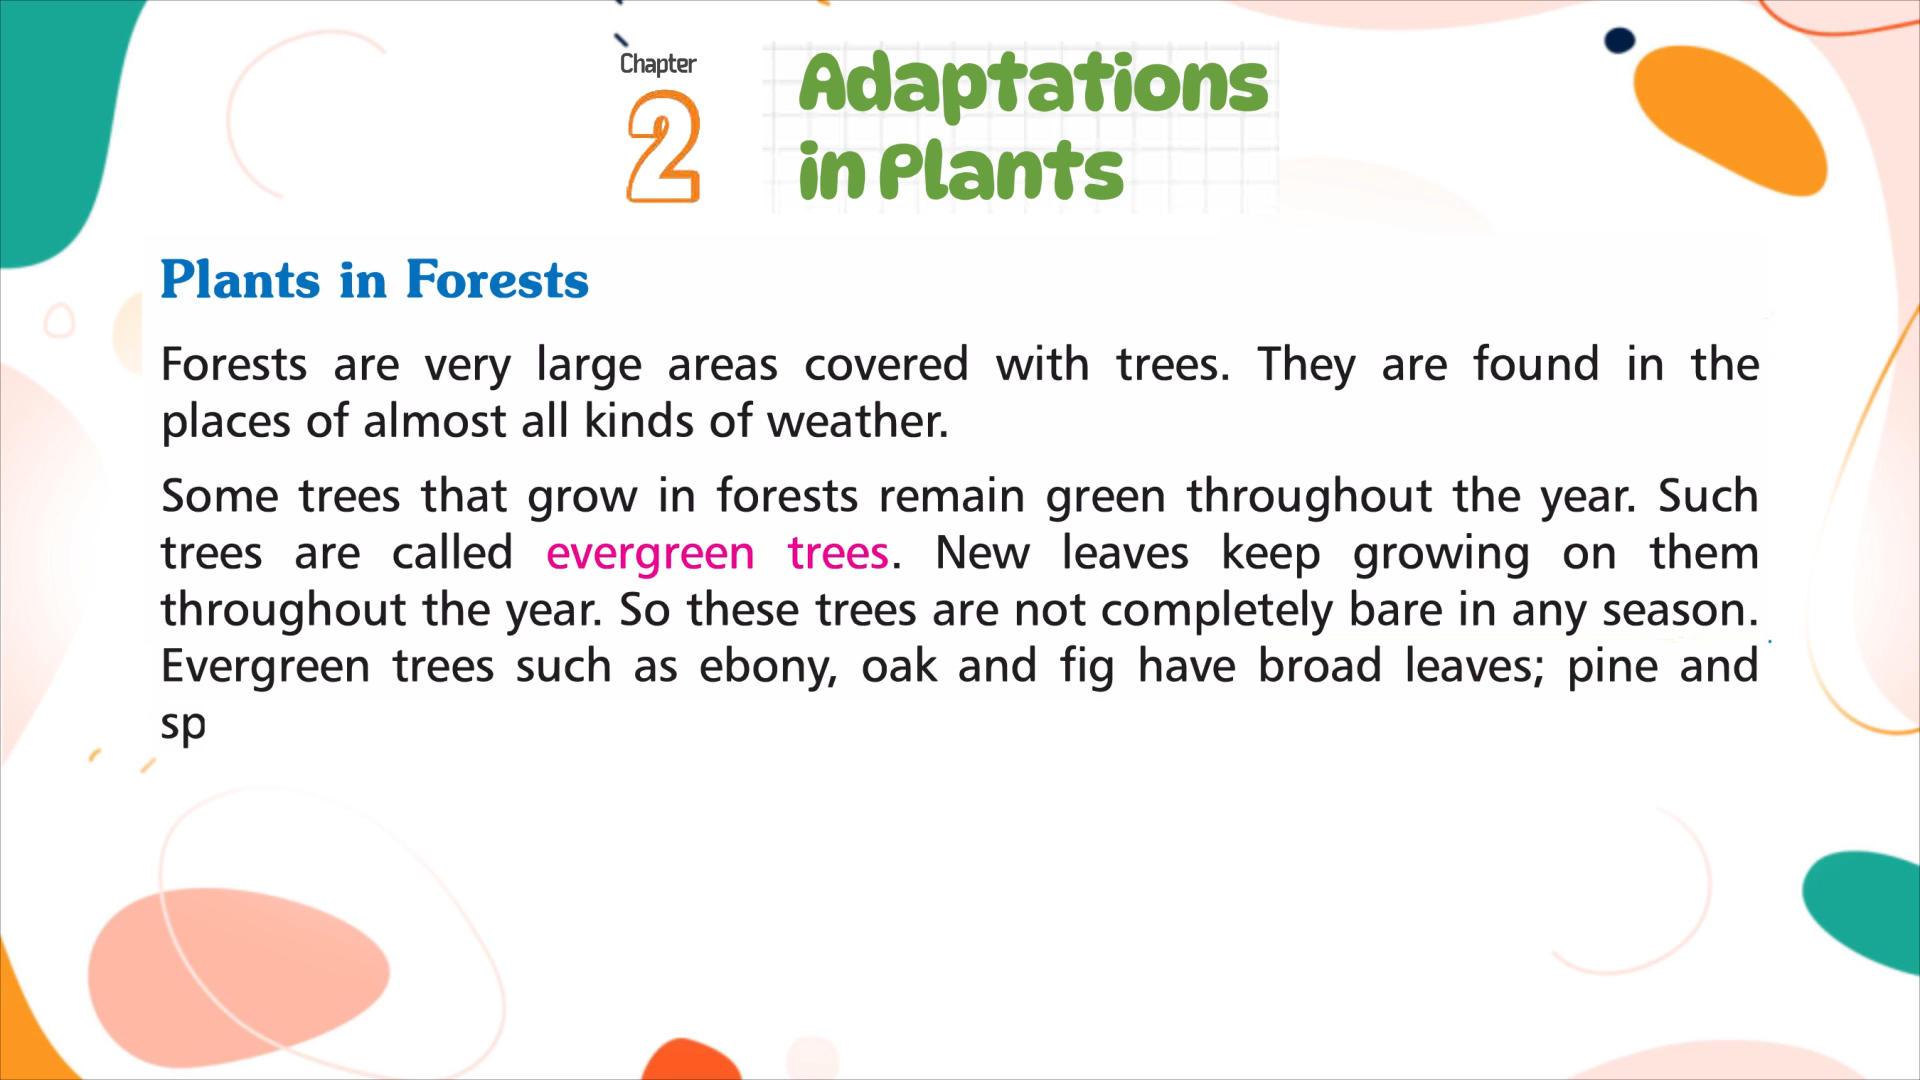 Chapter
2
Adaptations
in Plants
Plants in Forests
Forests are very large areas covered with trees. They are found in the
places of almost all kinds of weather.
Some trees that grow in forests remain green throughout the year. Such
trees are called evergreen trees. New leaves keep growing on them
throughout the year. So these trees are not completely bare in any season.
Evergreen trees such as ebony, oak and fig have broad leaves; pine and
sp